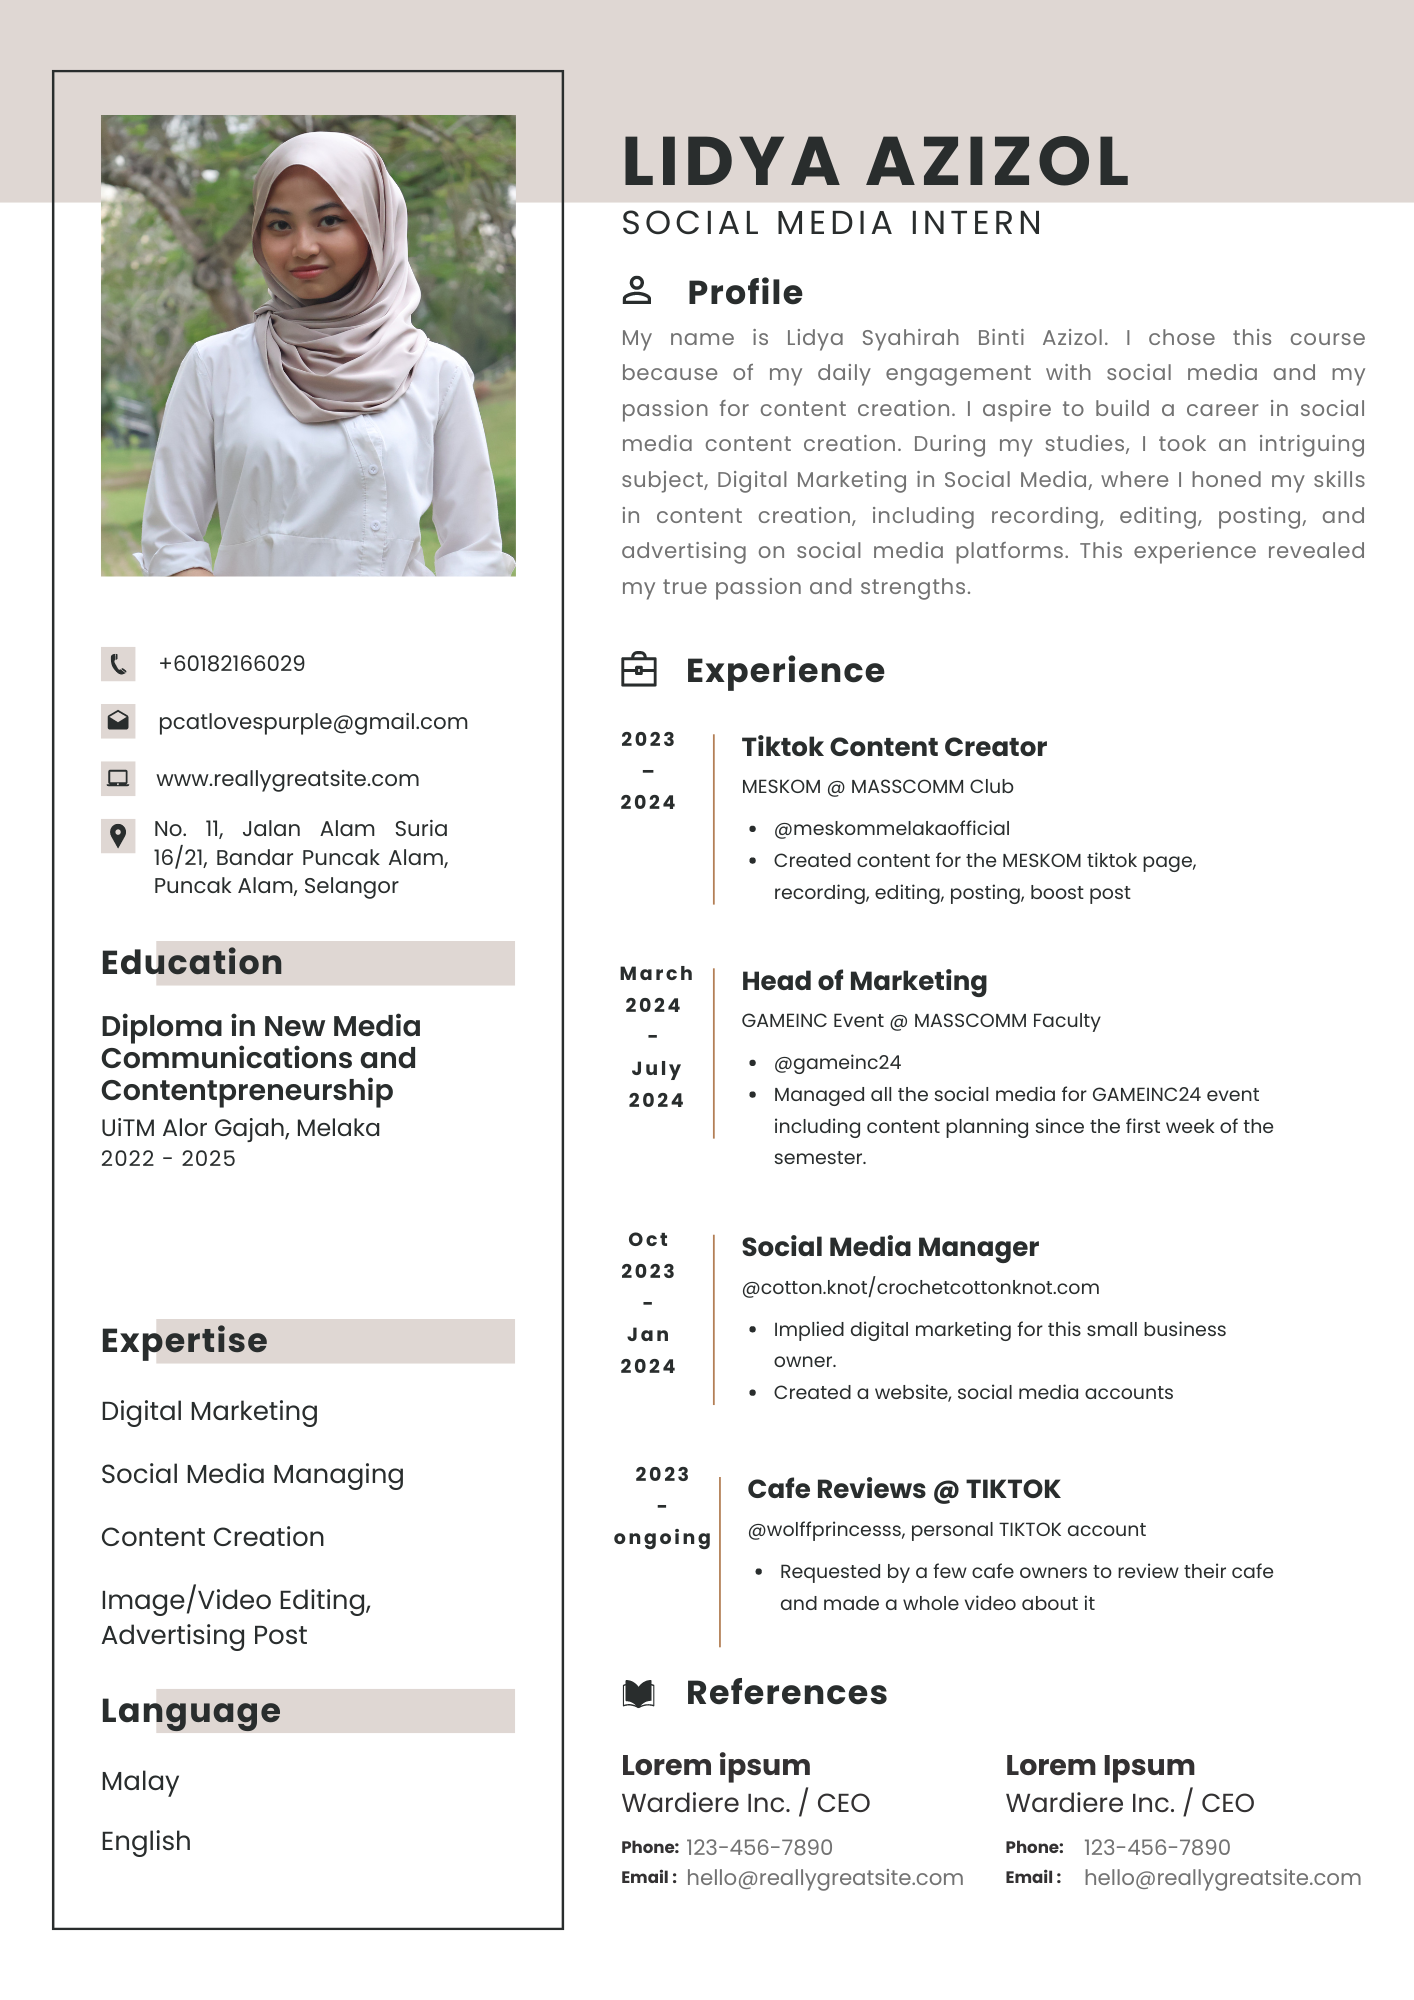 LIDYA AZIZOL
SOCIAL MEDIA INTERN
+60182166029
pcatlovespurple@gmail.com
www.reallygreatsite.com
No. 11, Jalan Alam Suria
16/21, Bandar Puncak Alam,
Puncak Alam, Selangor
Education
Diploma in New Media
Communications and
Contentpreneurship
UiTM Alor Gajah, Melaka
2022 - 2025
Expertise
Digital Marketing
Social Media Managing
Content Creation
Image/Video Editing,
Advertising Post
Language
Malay
English
Profile
My name is Lidya Syahirah Binti Azizol. I chose this course
because of my daily engagement with social media and my
passion for content creation. I aspire to build a career in social
media content creation. During my studies, I took an intriguing
subject, Digital Marketing in Social Media, where I honed my skills
in content creation, including recording, editing, posting, and
advertising on social media platforms. This experience revealed
my true passion and strengths.
Experience
2023
–
2024
Tiktok Content Creator
MESKOM @ MASSCOMM Club
• @meskommelakaofficial
• Created content for the MESKOM tiktok page,
recording, editing, posting, boost post
March
2024
-
July
2024
Head of Marketing
GAMEINC Event @ MASSCOMM Faculty
• @gameinc24
• Managed all the social media for GAMEINC24 event
including content planning since the first week of the
semester.
Oct
2023
-
Jan
2024
Social Media Manager
@cotton.knot/crochetcottonknot.com
• Implied digital marketing for this small business
owner.
• Created a website, social media accounts
2023
-
ongoing
Cafe Reviews @ TIKTOK
@wolffprincesss, personal TIKTOK account
• Requested by a few cafe owners to review their cafe
and made a whole video about it
References
Lorem ipsum
Wardiere Inc. / CEO
Phone: 123-456-7890
Email : hello@reallygreatsite.com
Lorem Ipsum
Wardiere Inc. / CEO
Phone: 123-456-7890
Email : hello@reallygreatsite.com